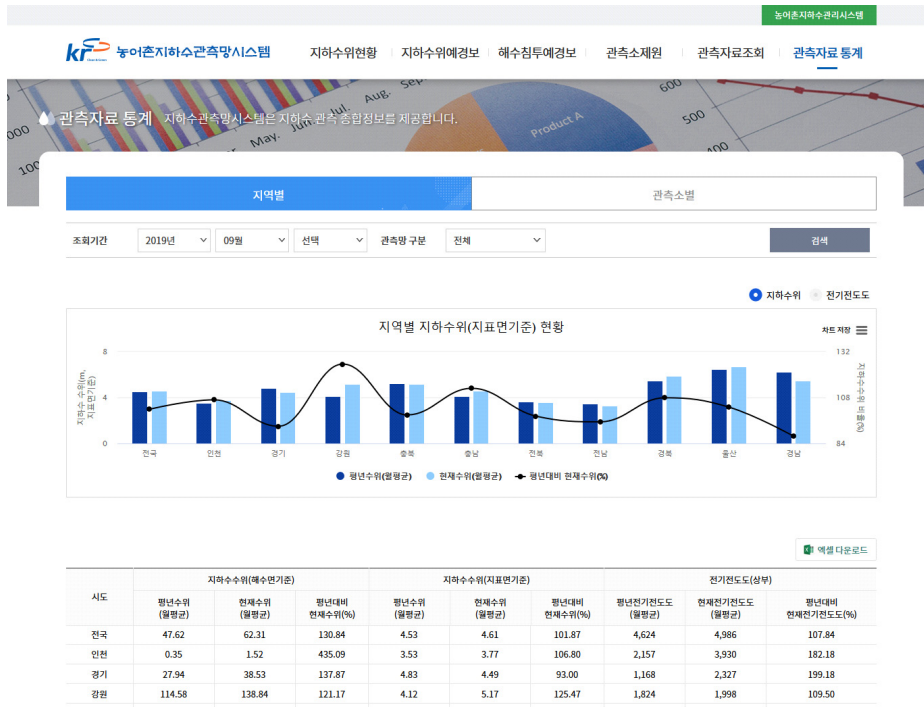 농어촌지하수관리시스템
kr 농어촌지하수관측망시스템 지하수위현황 지하수위예경보 해수침투예경보 관측소제원 관측자료조회 관측자료 통계
관측자료 통계 지하수관측망시스템은 지하수 관측 종합정보를 제공합니다.
May. Jun. Jul. Aug. Sep. Product A 600 500 400
지역별 관측소별
조회기간 2019년 09월 선택 관측망 구분 전체 검색
지하수위 전기전도도
지역별 지하수위(지표면기준) 현황
차트 저장
지하수 수위(m, 지표면기준)
8
4
0
132
108
84
지하수수위 비율(%)
전국 인천 경기 강원 충북 충남 전북 전남 경북 울산 경남
평년수위(월평균) 현재수위(월평균) 평년대비 현재수위(%)
엑셀 다운로드
시도 지하수수위(해수면기준) 지하수수위(지표면기준) 전기전도도(상부)
평년수위(월평균) 현재수위(월평균) 평년대비 현재수위(%) 평년수위(월평균) 현재수위(월평균) 평년대비 현재수위(%) 평년전기전도도(월평균) 현재전기전도도(월평균) 평년대비 현재전기전도도(%)
전국 47.62 62.31 130.84 4.53 4.61 101.87 4,624 4,986 107.84
인천 0.35 1.52 435.09 3.53 3.77 106.80 2,157 3,930 182.18
경기 27.94 38.53 137.87 4.83 4.49 93.00 1,168 2,327 199.18
강원 114.58 138.84 121.17 4.12 5.17 125.47 1,824 1,998 109.50